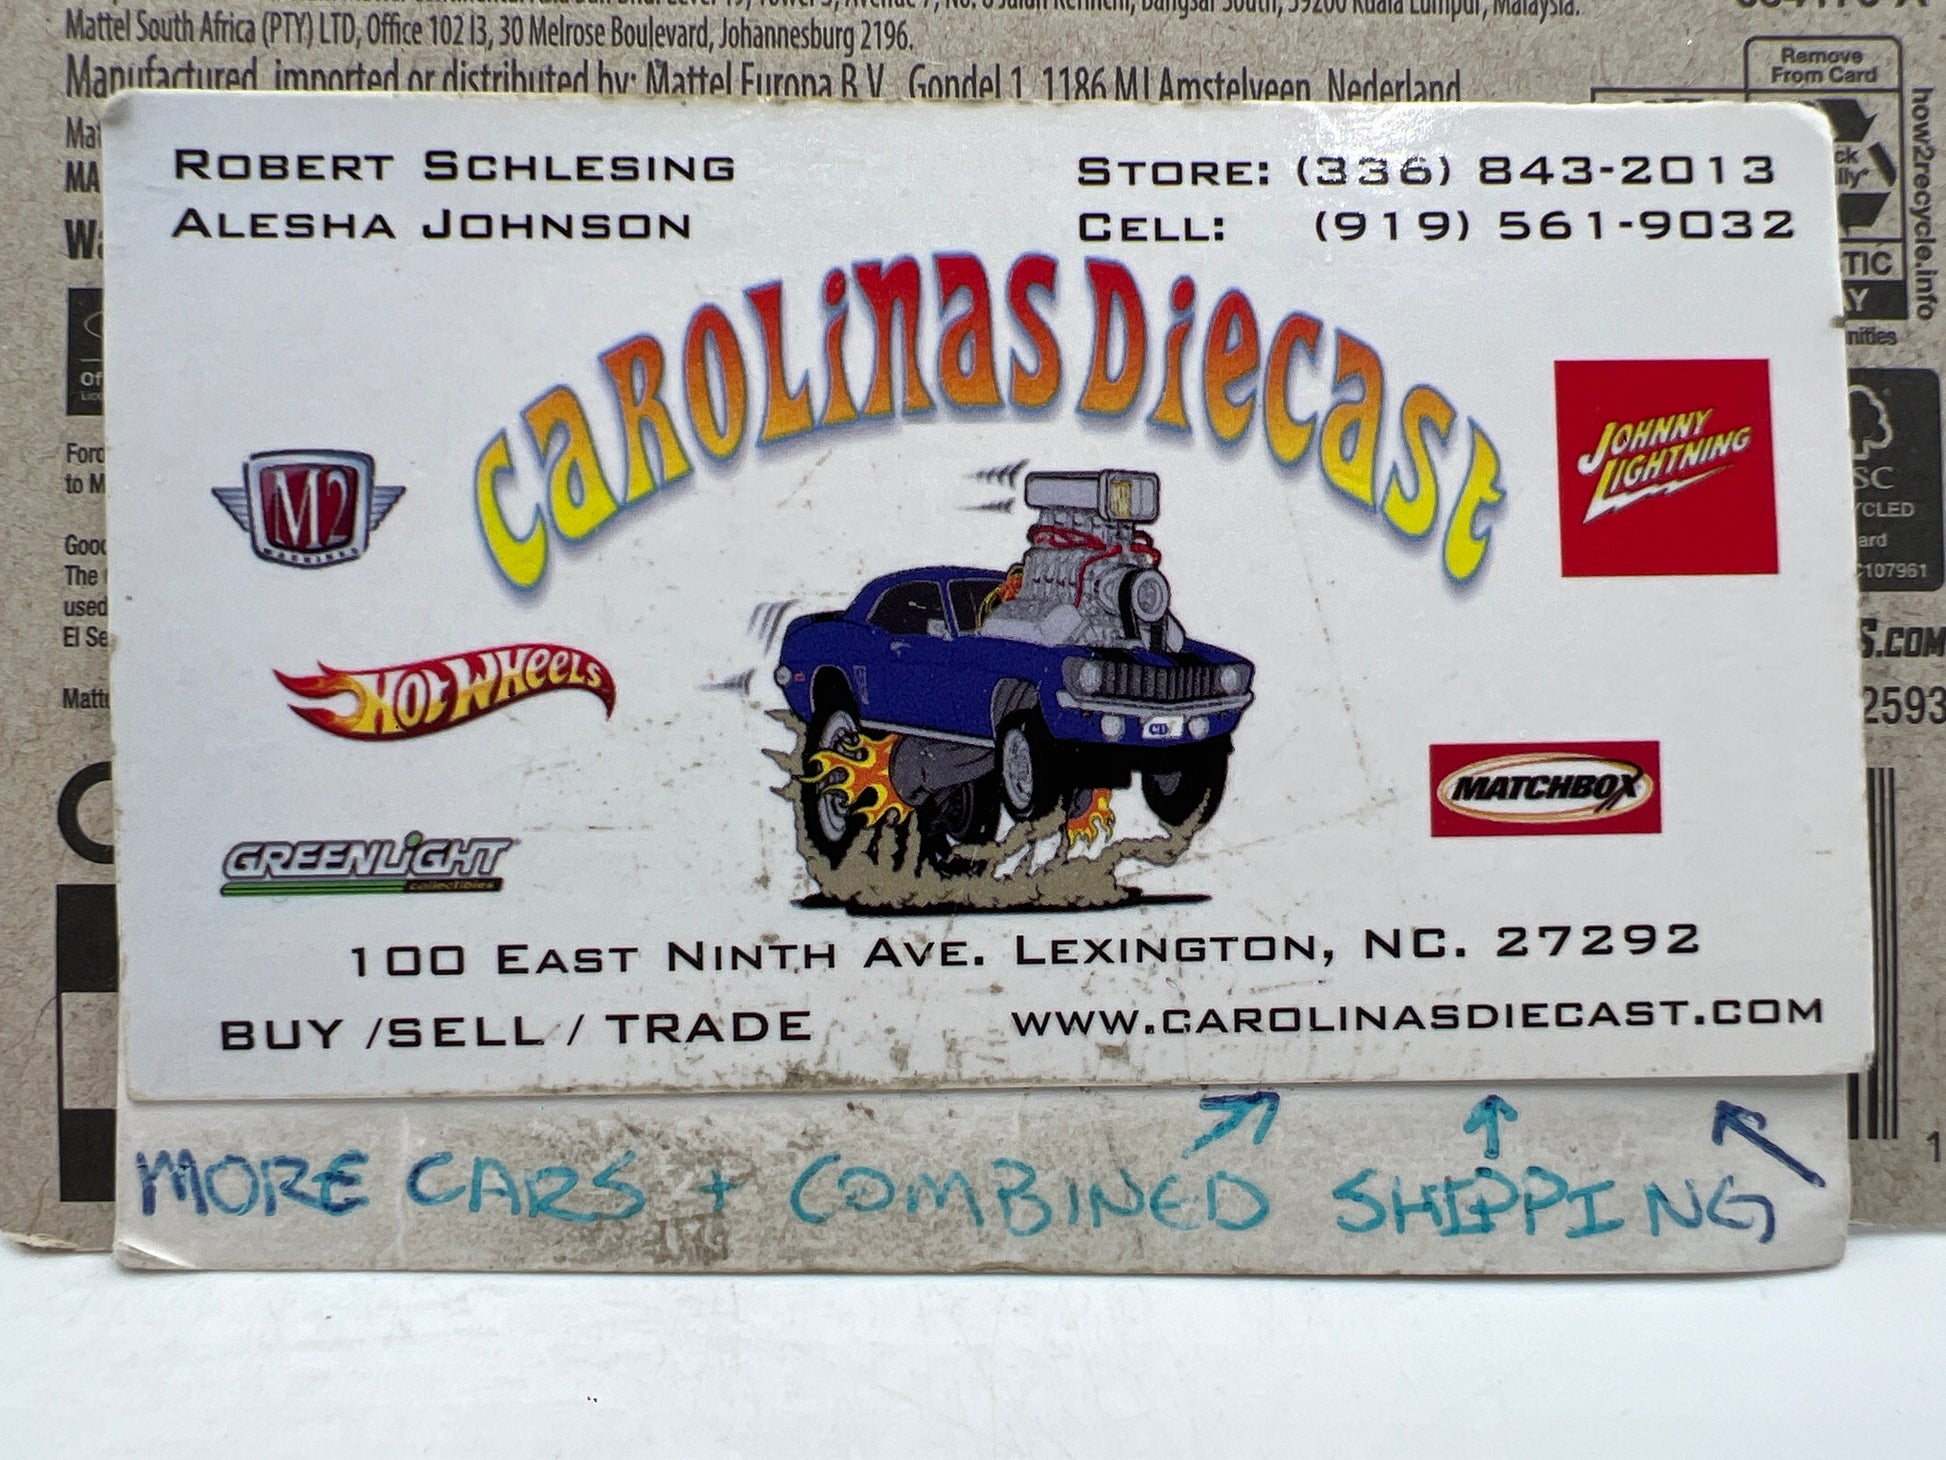 Mattel South Africa (PTY) LTD, Office 102 I3, 30 Melrose Boulevard, Johannesburg 2196.
Manufactured, imported or distributed by: Mattel Europa B.V., Gondel 1, 1186 MJ Amstelveen, Nederland
Remove
From Card
how2recycle.info
ROBERT SCHLESING
ALESHA JOHNSON
STORE: (336) 843-2013
CELL: (919) 561-9032
CAROLINAS DIECAST
M2
MACHINES
JOHNNY
LIGHTNING
HOT WHEELS
MATCHBOX
GREENLIGHT
collectibles
100 EAST NINTH AVE. LEXINGTON, NC. 27292
BUY /SELL / TRADE
WWW.CAROLINASDIECAST.COM
MORE CARS + COMBINED SHIPPING